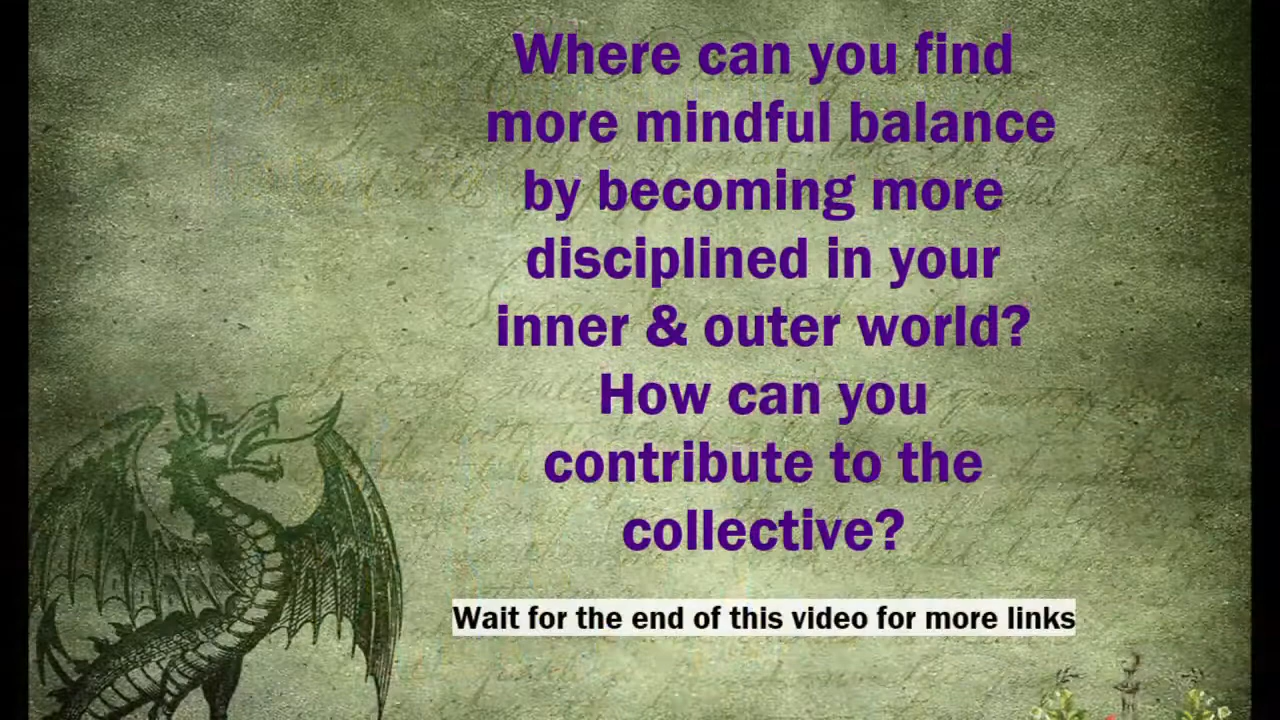 Where can you find
more mindful balance
by becoming more
disciplined in your
inner & outer world?
How can you
contribute to the
collective?
Wait for the end of this video for more links